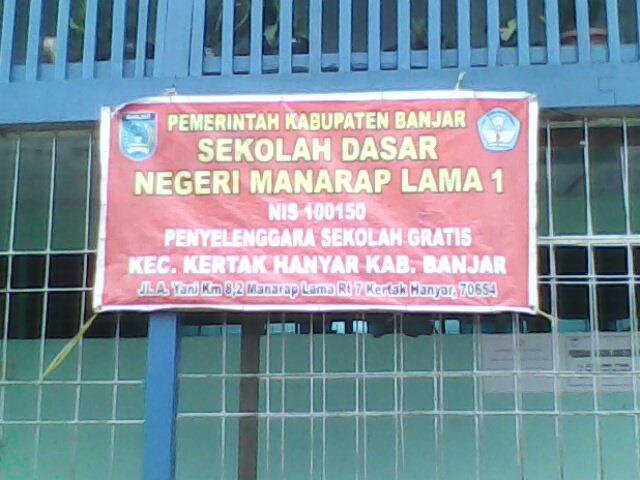 PEMERINTAH KABUPATEN BANJAR
SEKOLAH DASAR
NEGERI MANARAP LAMA 1
NIS 100150
PENYELENGGARA SEKOLAH GRATIS
KEC. KERTAK HANYAR KAB. BANJAR
Jl. A. Yani Km 8,2 Manarap Lama Rt 7 Kertak Hanyar, 70654